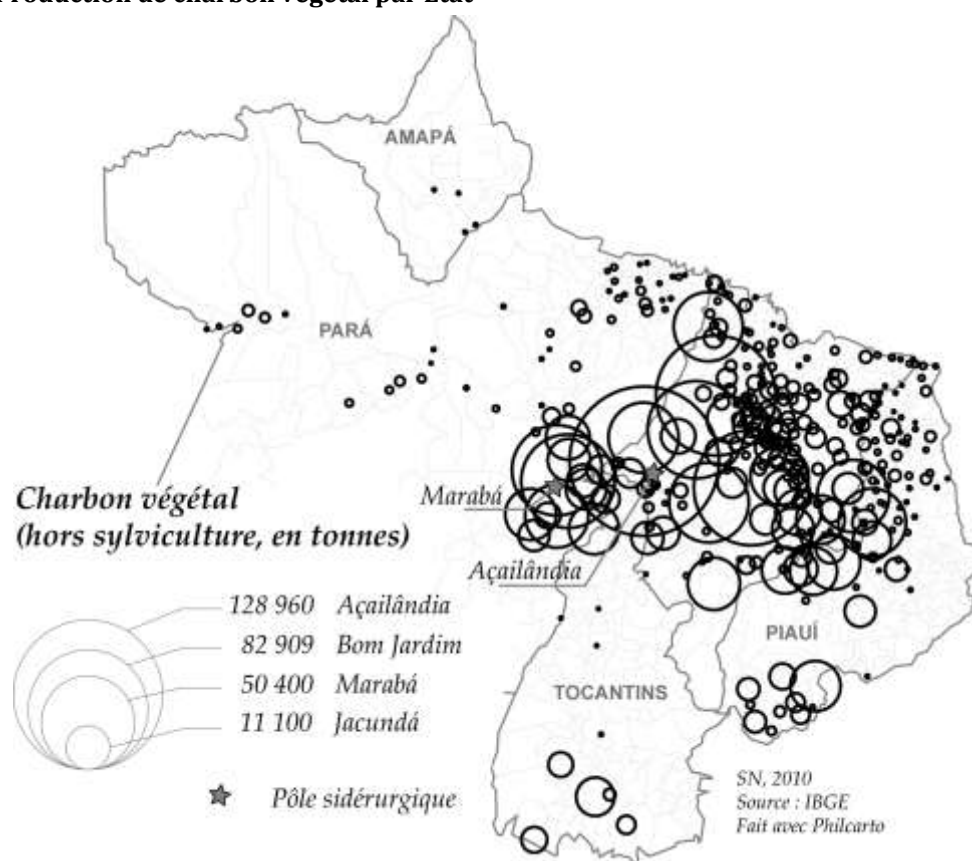 Production de charbon végétal par État
AMAPÁ
PARÁ
Marabá
Açailândia
PIAUÍ
TOCANTINS
Charbon végétal
(hors sylviculture, en tonnes)
128 960 Açailândia
82 909 Bom Jardim
50 400 Marabá
11 100 Jacundá
Pôle sidérurgique
SN, 2010
Source : IBGE
Fait avec Philcarto